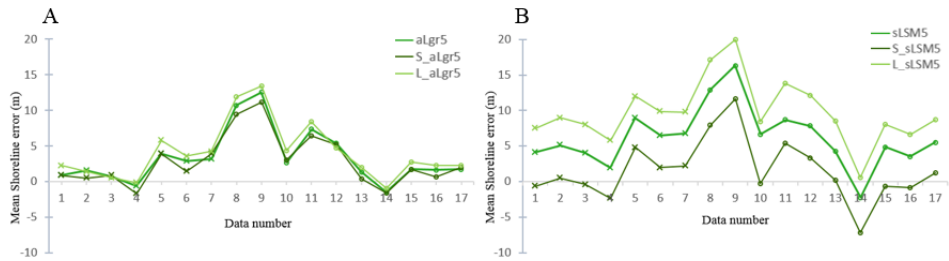 A
Mean Shoreline error (m)
20
15
10
5
0
-5
-10
1 2 3 4 5 6 7 8 9 10 11 12 13 14 15 16 17
Data number
aLgr5
S_aLgr5
L_aLgr5
B
Mean Shoreline error (m)
20
15
10
5
0
-5
-10
1 2 3 4 5 6 7 8 9 10 11 12 13 14 15 16 17
Data number
sLSM5
S_sLSM5
L_sLSM5